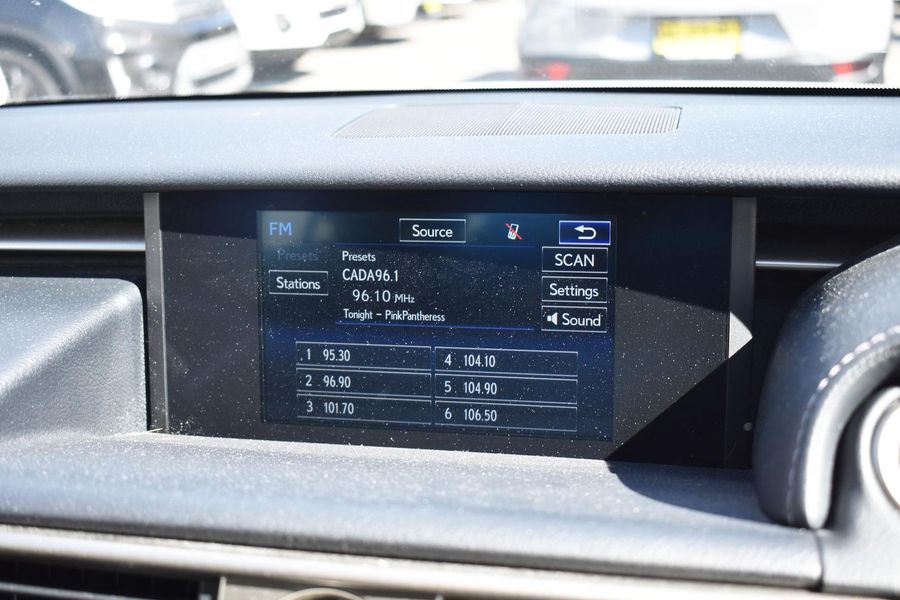 FM
Source
Presets
Presets
SCAN
Stations
CADA96.1
Settings
96.10 MHz
Tonight - PinkPantheress
Sound
1 95.30
4 104.10
2 96.90
5 104.90
3 101.70
6 106.50